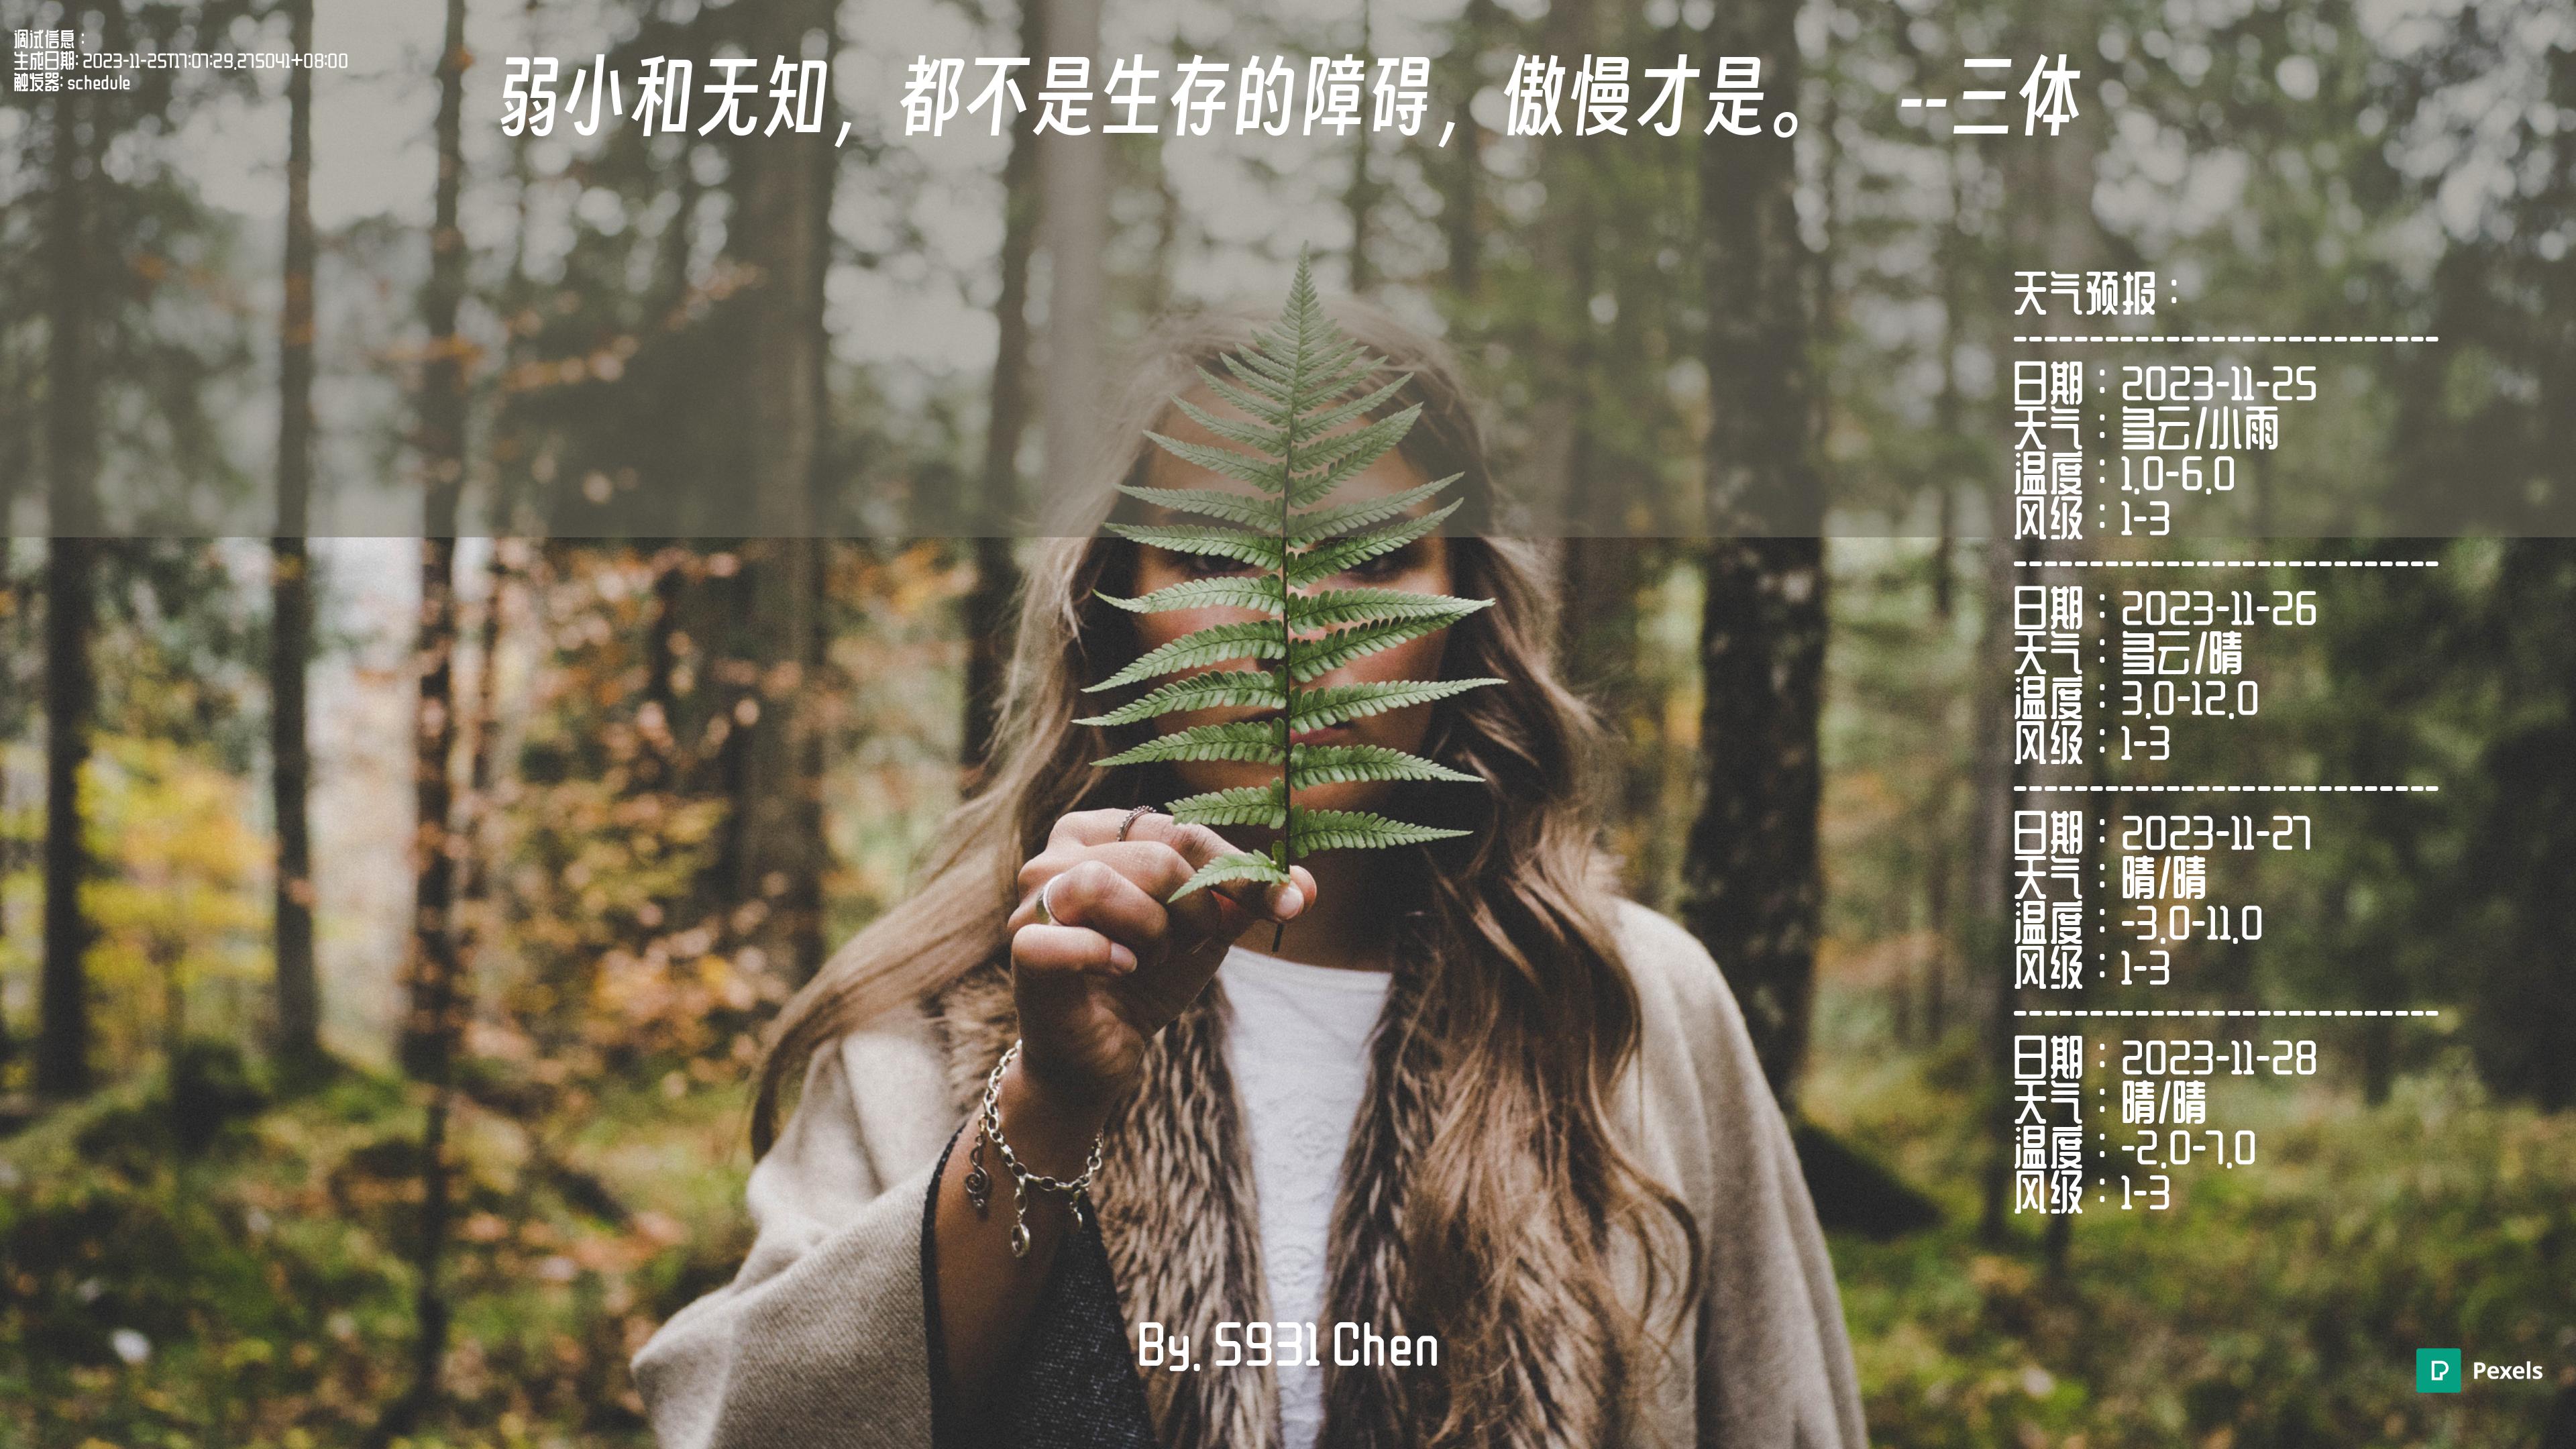 调试信息：
生成日期: 2023-11-25T17:07:29.275041+08:00
触发器: schedule
弱小和无知，都不是生存的障碍，傲慢才是。 --三体
天气预报：
----------------------------
日期：2023-11-25
天气：多云/小雨
温度：1.0-6.0
风级：1-3
----------------------------
日期：2023-11-26
天气：多云/晴
温度：3.0-12.0
风级：1-3
----------------------------
日期：2023-11-27
天气：晴/晴
温度：-3.0-11.0
风级：1-3
----------------------------
日期：2023-11-28
天气：晴/晴
温度：-2.0-7.0
风级：1-3
By. S931 Chen
Pexels